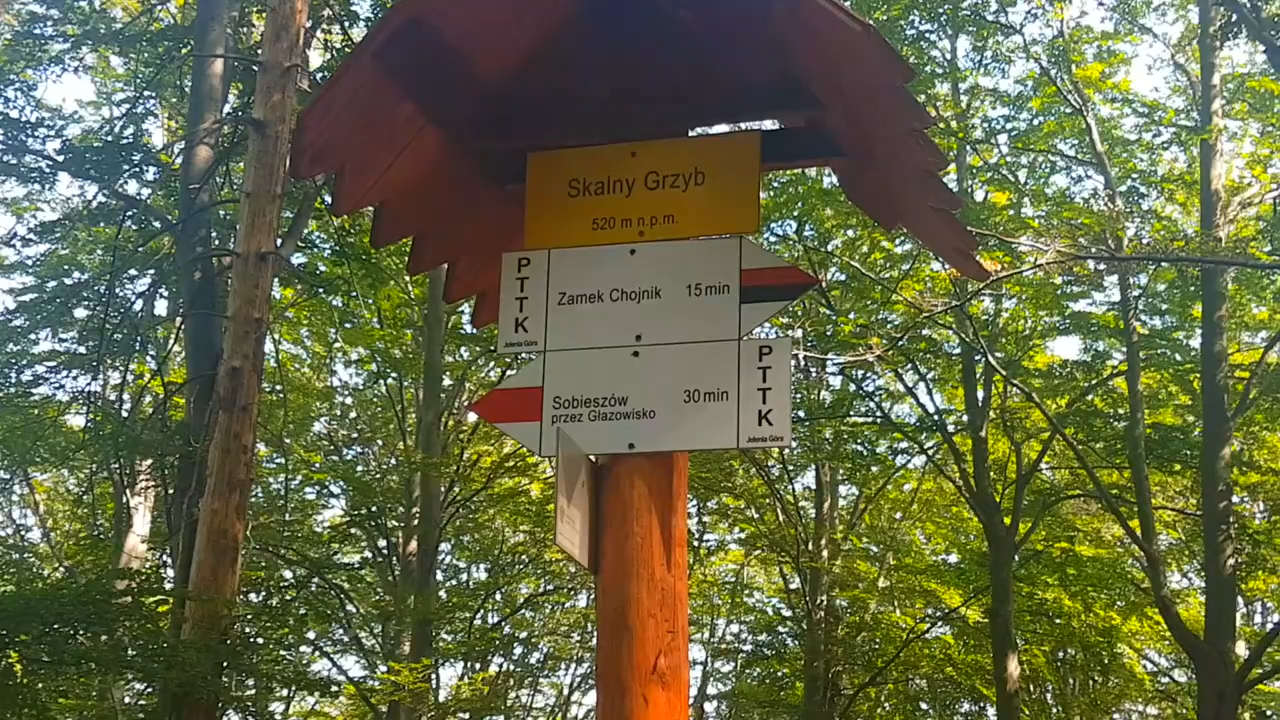 Skalny Grzyb
520 m n.p.m.
PTTK
Jelenia Góra
Zamek Chojnik 15 min
Sobieszów 30 min
przez Głazowisko
PTTK
Jelenia Góra